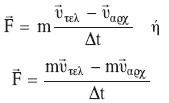 F⃗ = m (υ⃗τελ − υ⃗αρχ) / Δt ή
F⃗ = (mυ⃗τελ − mυ⃗αρχ) / Δt